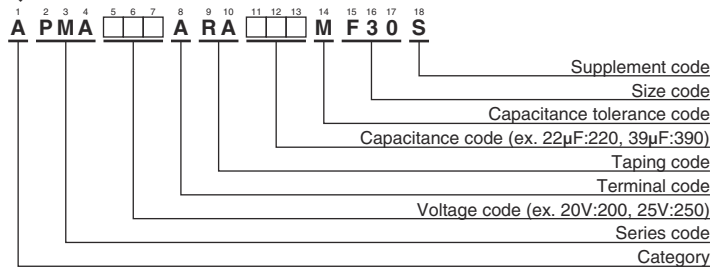 1 2 3 4 5 6 7 8 9 10 11 12 13 14 15 16 17 18
A PMA □□□ A RA □□□ M F30 S
Supplement code
Size code
Capacitance tolerance code
Capacitance code (ex. 22μF:220, 39μF:390)
Taping code
Terminal code
Voltage code (ex. 20V:200, 25V:250)
Series code
Category